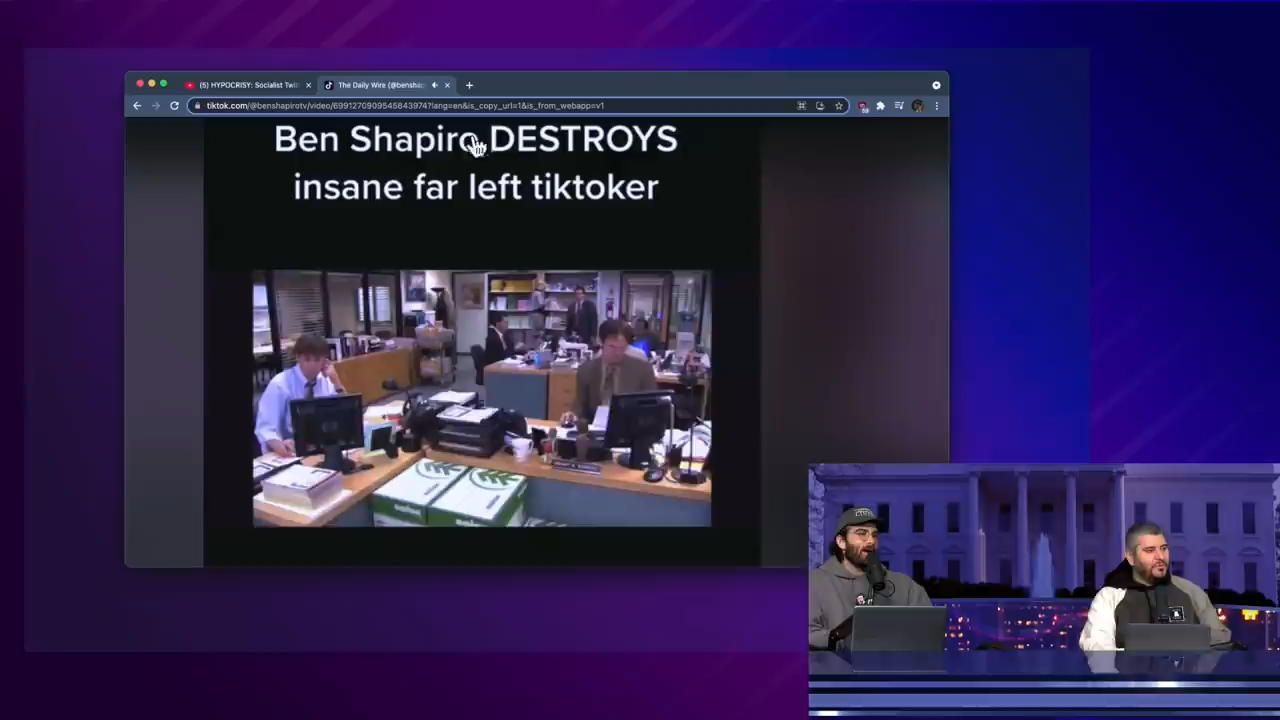 (5) HYPOCRISY: Socialist Twit
The Daily Wire (@benshap
tiktok.com/@benshapirotv/video/6991270909545843974?lang=en&is_copy_url=1&is_from_webapp=v1
Ben Shapiro DESTROYS
insane far left tiktoker